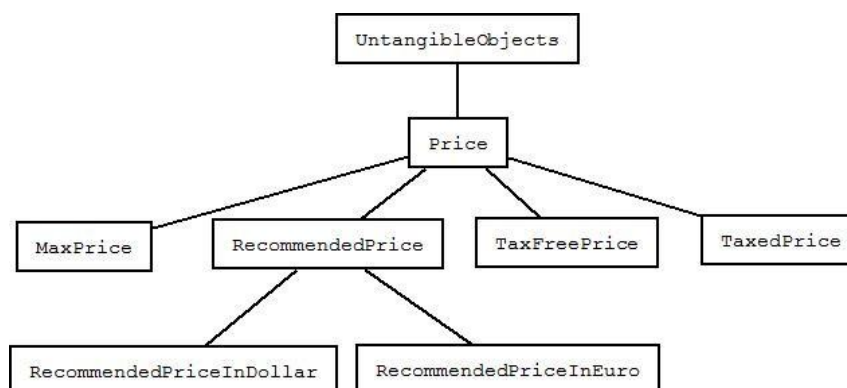 UntangibleObjects
Price
MaxPrice
RecommendedPrice
TaxFreePrice
TaxedPrice
RecommendedPriceInDollar
RecommendedPriceInEuro